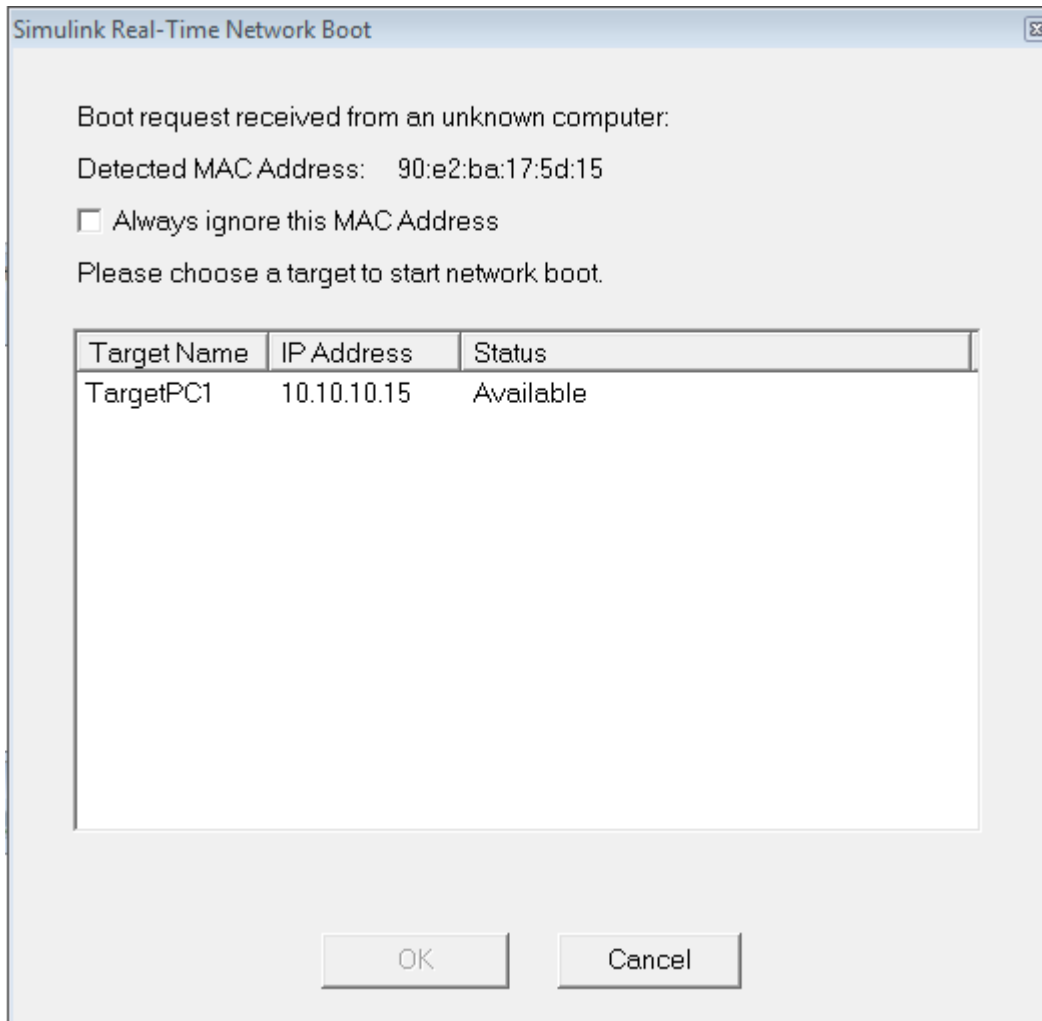 Simulink Real-Time Network Boot
Boot request received from an unknown computer:
Detected MAC Address: 90:e2:ba:17:5d:15
Always ignore this MAC Address
Please choose a target to start network boot.
Target Name IP Address Status
TargetPC1 10.10.10.15 Available
OK Cancel